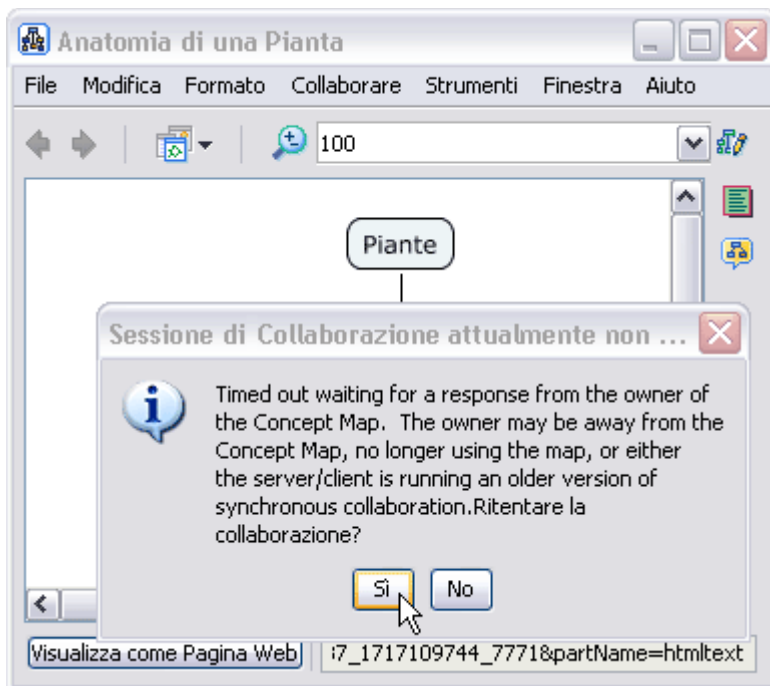 Anatomia di una Pianta
File Modifica Formato Collaborare Strumenti Finestra Aiuto
100
Piante
Sessione di Collaborazione attualmente non ...
Timed out waiting for a response from the owner of
the Concept Map. The owner may be away from the
Concept Map, no longer using the map, or either
the server/client is running an older version of
synchronous collaboration.Ritentare la
collaborazione?
Sì No
Visualizza come Pagina Web i7_1717109744_7771&partName=htmltext